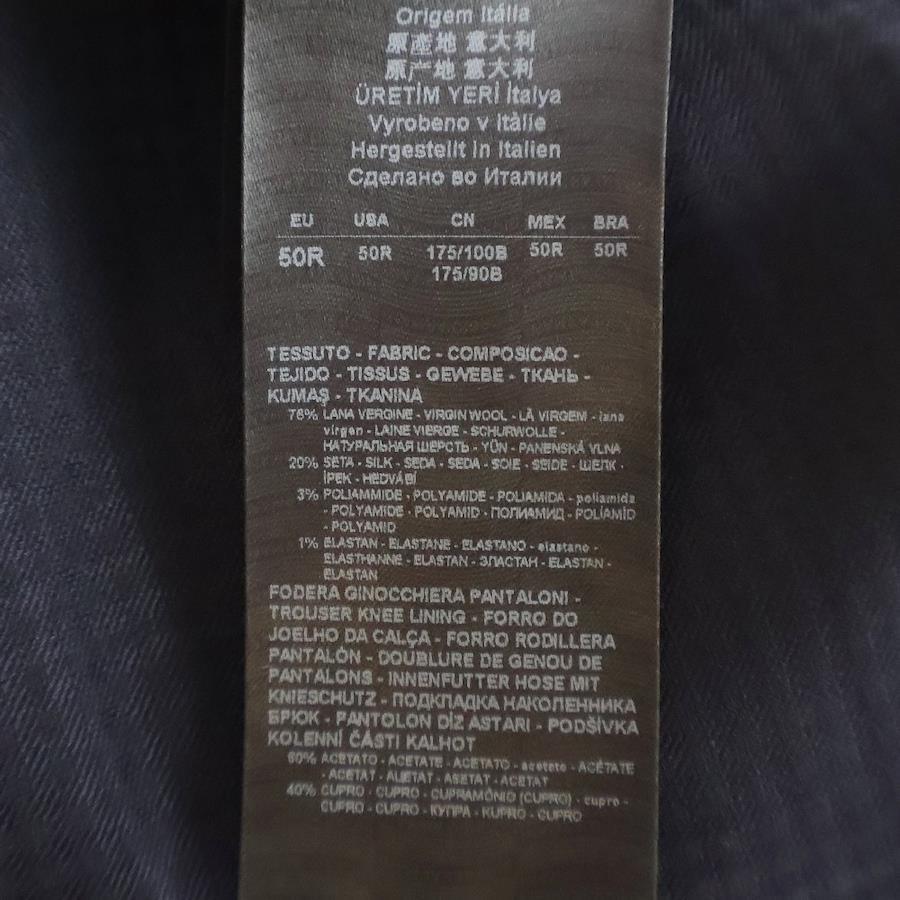 Origem Itália
原產地 意大利
原产地 意大利
ÜRETİM YERİ İtalya
Vyrobeno v Itálie
Hergestellt in Italien
Сделано во Италии
EU USA CN MEX BRA
50R 50R 175/100B 50R 50R
175/90B
TESSUTO - FABRIC - COMPOSICAO -
TEJIDO - TISSUS - GEWEBE - ТКАНЬ -
KUMAŞ - TKANINA
76% LANA VERGINE - VIRGIN WOOL - LÃ VIRGEM - lana
virgen - LAINE VIERGE - SCHURWOLLE -
НАТУРАЛЬНАЯ ШЕРСТЬ - YÜN - PANENSKÁ VLNA
20% SETA - SILK - SEDA - SEDA - SOIE - SEIDE - ШЕЛК -
İPEK - HEDVÁBÍ
3% POLIAMMIDE - POLYAMIDE - POLIAMIDA - poliamida
- POLYAMIDE - POLYAMID - ПОЛИАМИД - POLİAMİD
- POLYAMID
1% ELASTAN - ELASTANE - ELASTANO - elastano -
ELASTHANNE - ELASTAN - ЭЛАСТАН - ELASTAN -
ELASTAN
FODERA GINOCCHIERA PANTALONI -
TROUSER KNEE LINING - FORRO DO
JOELHO DA CALÇA - FORRO RODILLERA
PANTALÓN - DOUBLURE DE GENOU DE
PANTALONS - INNENFUTTER HOSE MIT
KNIESCHUTZ - ПОДКЛАДКА НАКОЛЕННИКА
БРЮК - PANTOLON DİZ ASTARI - PODŠÍVKA
KOLENNÍ ČÁSTI KALHOT
60% ACETATO - ACETATE - ACETATO - acetato - ACÉTATE
- ACETAT - АЦЕТАТ - ASETAT - ACETÁT
40% CUPRO - CUPRO - CUPRAMÔNIO (CUPRO) - cupro -
CUPRO - CUPRO - КУПРА - KUPRO - CUPRO